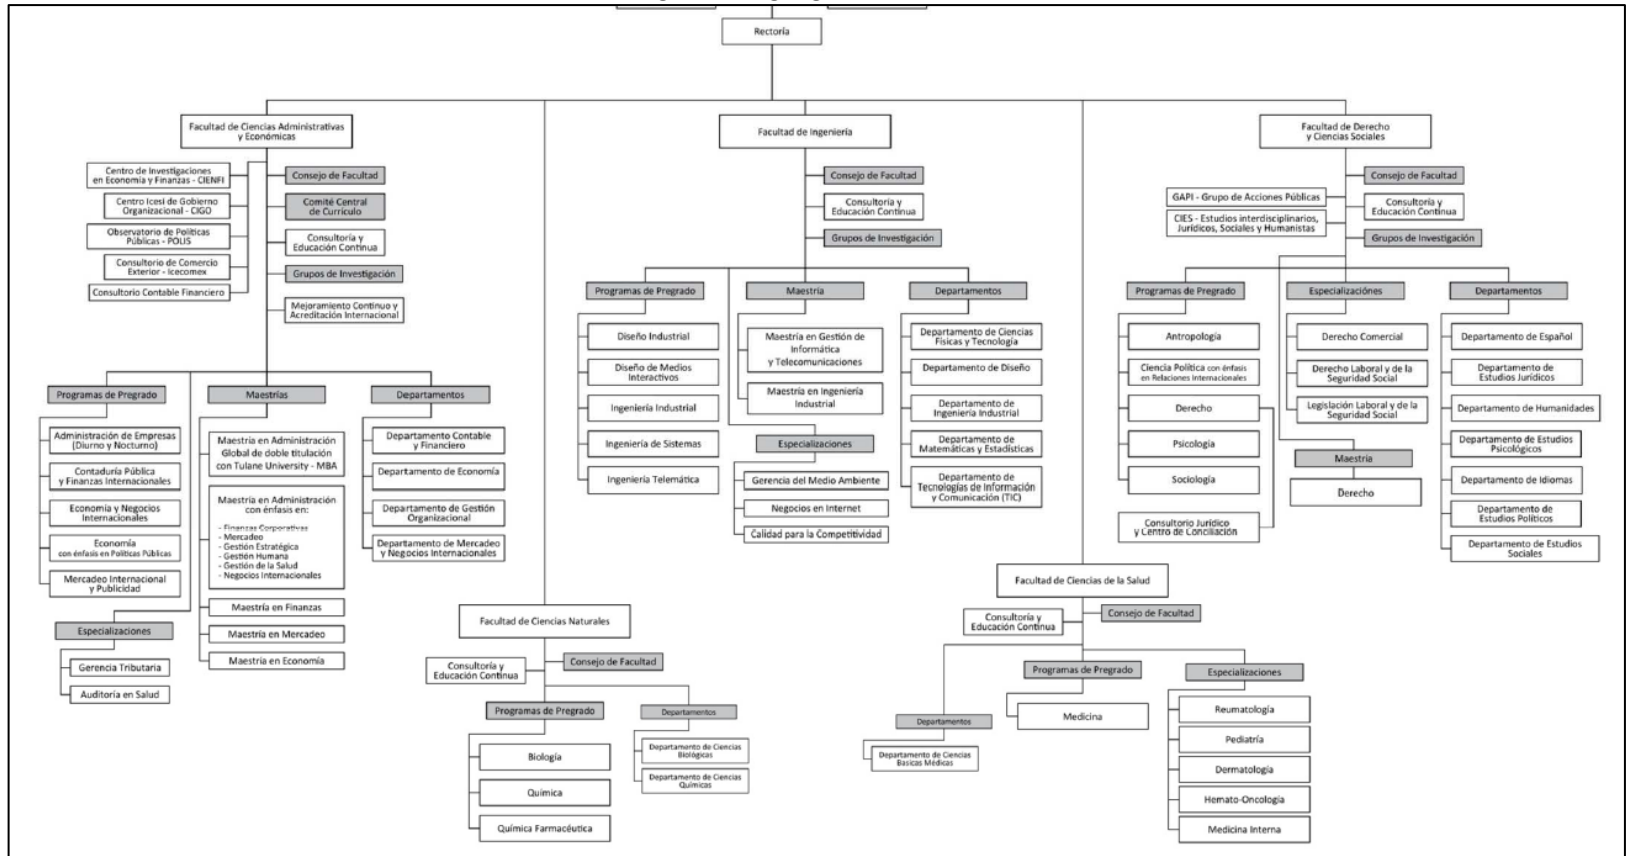 Rectoría
Facultad de Ciencias Administrativas
y Económicas
Centro de Investigaciones
en Economía y Finanzas - CIENFI
Centro Icesi de Gobierno
Organizacional - CIGO
Observatorio de Políticas
Públicas - POLIS
Consultorio de Comercio
Exterior - Icecomex
Consultorio Contable Financiero
Consejo de Facultad
Comité Central
de Currículo
Consultoría y
Educación Continua
Grupos de Investigación
Mejoramiento Continuo y
Acreditación Internacional
Programas de Pregrado
Administración de Empresas
(Diurno y Nocturno)
Contaduría Pública
y Finanzas Internacionales
Economía y Negocios
Internacionales
Economía
con énfasis en Políticas Públicas
Mercadeo Internacional
y Publicidad
Especializaciones
Gerencia Tributaria
Auditoría en Salud
Maestrías
Maestría en Administración
Global de doble titulación
con Tulane University - MBA
Maestría en Administración
con énfasis en:
- Finanzas Corporativas
- Mercadeo
- Gestión Estratégica
- Gestión Humana
- Gestión de la Salud
- Negocios Internacionales
Maestría en Finanzas
Maestría en Mercadeo
Maestría en Economía
Departamentos
Departamento Contable
y Financiero
Departamento de Economía
Departamento de Gestión
Organizacional
Departamento de Mercadeo
y Negocios Internacionales
Facultad de Ciencias Naturales
Consultoría y
Educación Continua
Consejo de Facultad
Programas de Pregrado
Biología
Química
Química Farmacéutica
Departamentos
Departamento de Ciencias
Biológicas
Departamento de Ciencias
Químicas
Facultad de Ingeniería
Consejo de Facultad
Consultoría y
Educación Continua
Grupos de Investigación
Programas de Pregrado
Diseño Industrial
Diseño de Medios
Interactivos
Ingeniería Industrial
Ingeniería de Sistemas
Ingeniería Telemática
Maestría
Maestría en Gestión de
Informática
y Telecomunicaciones
Maestría en Ingeniería
Industrial
Especializaciones
Gerencia del Medio Ambiente
Negocios en Internet
Calidad para la Competitividad
Departamentos
Departamento de Ciencias
Físicas y Tecnología
Departamento de Diseño
Departamento de
Ingeniería Industrial
Departamento de
Matemáticas y Estadísticas
Departamento de
Tecnologías de Información
y Comunicación (TIC)
Facultad de Ciencias de la Salud
Consultoría y
Educación Continua
Consejo de Facultad
Departamentos
Departamento de Ciencias
Basicas Médicas
Programas de Pregrado
Medicina
Especializaciones
Reumatología
Pediatría
Dermatología
Hemato-Oncología
Medicina Interna
Facultad de Derecho
y Ciencias Sociales
Consejo de Facultad
GAPI - Grupo de Acciones Públicas
CIES - Estudios interdisciplinarios,
Jurídicos, Sociales y Humanistas
Consultoría y
Educación Continua
Grupos de Investigación
Programas de Pregrado
Antropología
Ciencia Política con énfasis
en Relaciones Internacionales
Derecho
Psicología
Sociología
Consultorio Jurídico
y Centro de Conciliación
Especializaciónes
Derecho Comercial
Derecho Laboral y de la
Seguridad Social
Legislación Laboral y de la
Seguridad Social
Maestría
Derecho
Departamentos
Departamento de Español
Departamento de
Estudios Jurídicos
Departamento de Humanidades
Departamento de Estudios
Psicológicos
Departamento de Idiomas
Departamento de
Estudios Políticos
Departamento de Estudios
Sociales